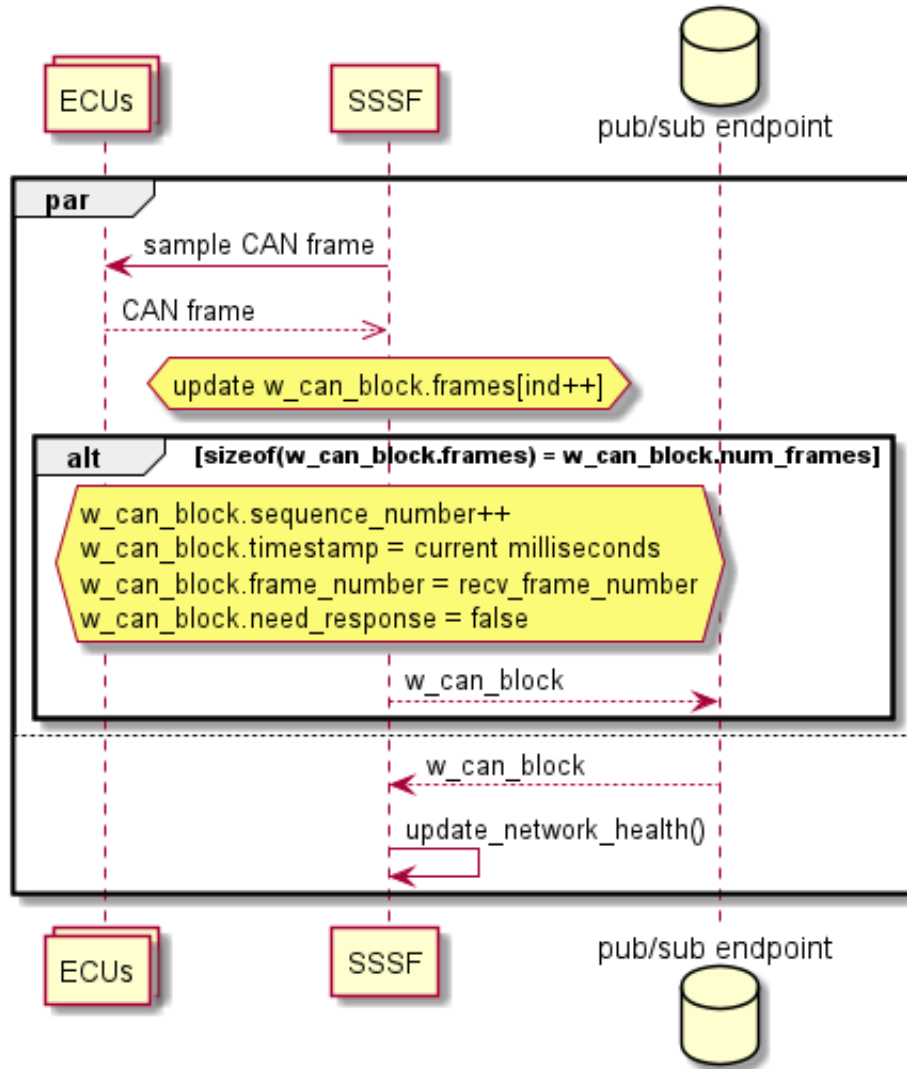 ECUs
SSSF
pub/sub endpoint
par
sample CAN frame
CAN frame
update w_can_block.frames[ind++]
alt
[sizeof(w_can_block.frames) = w_can_block.num_frames]
w_can_block.sequence_number++
w_can_block.timestamp = current milliseconds
w_can_block.frame_number = recv_frame_number
w_can_block.need_response = false
w_can_block
w_can_block
update_network_health()
ECUs
SSSF
pub/sub endpoint